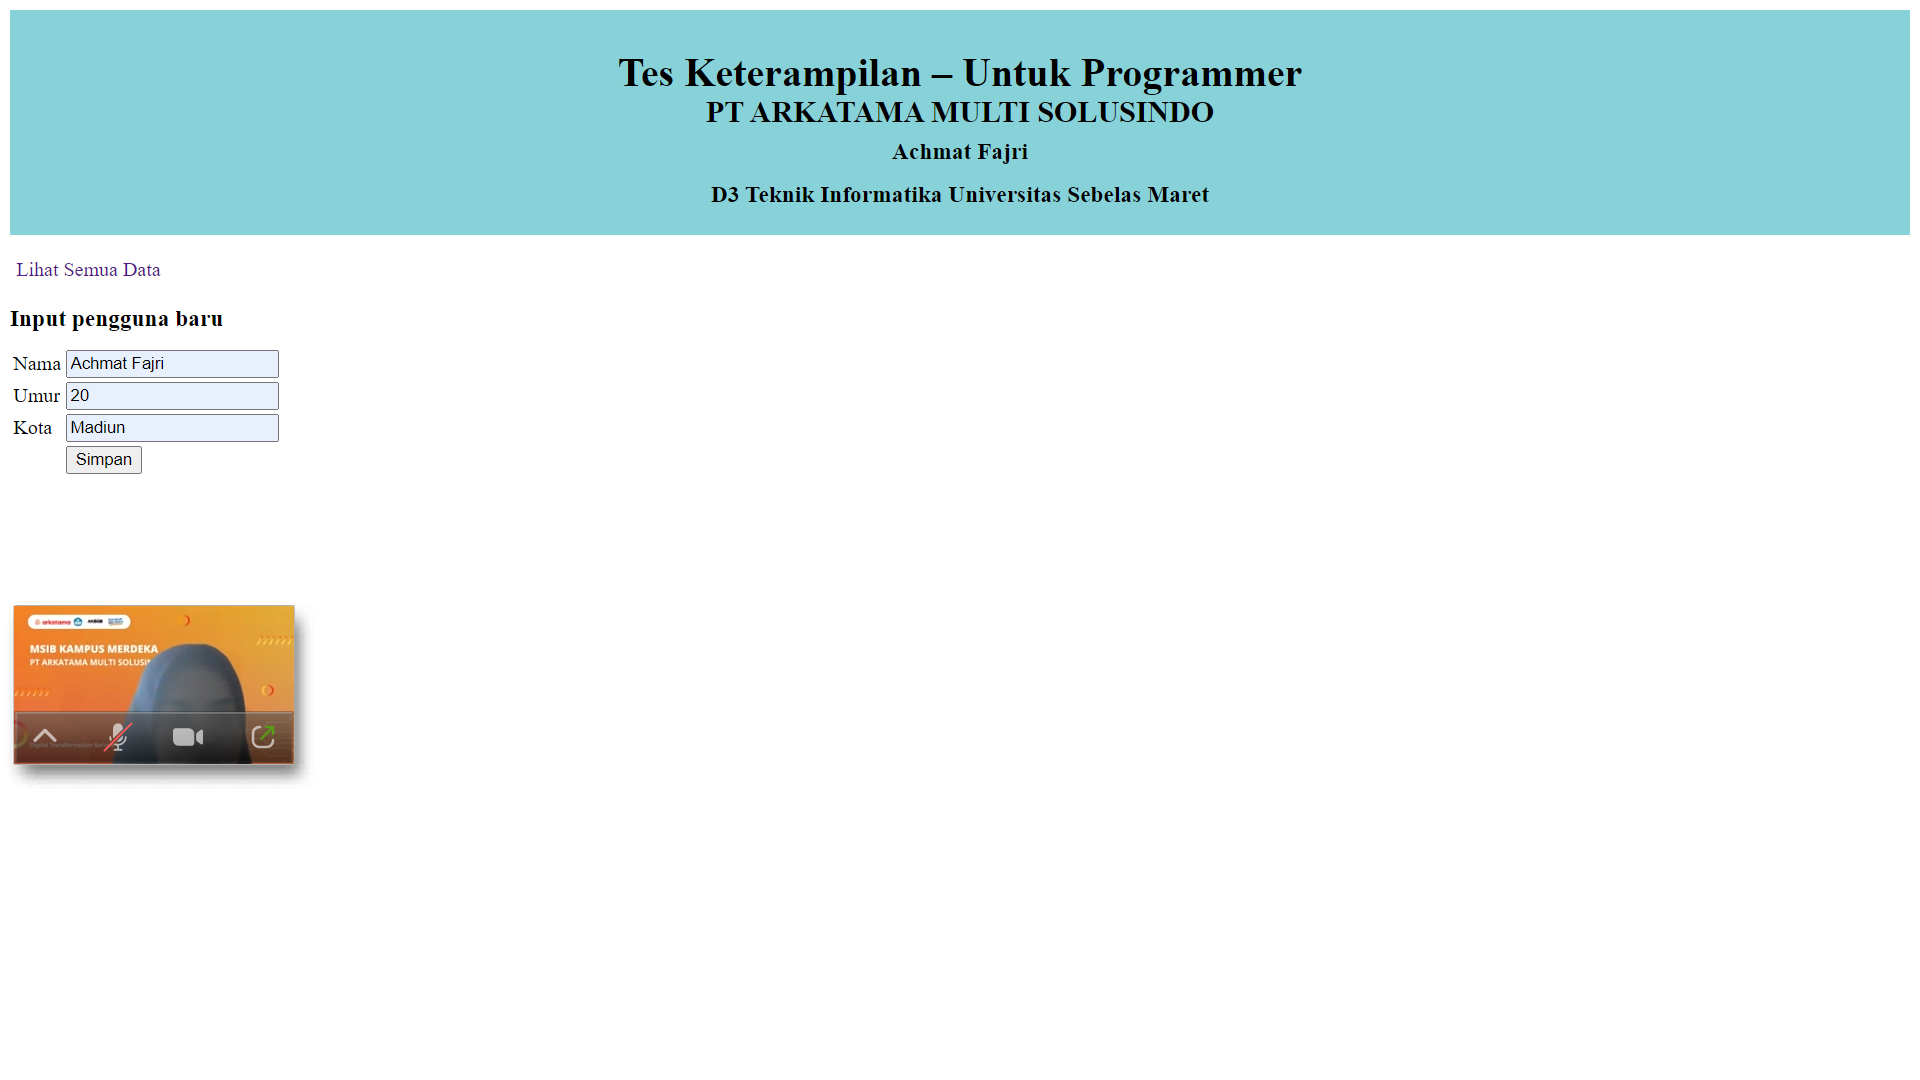 Tes Keterampilan – Untuk Programmer
PT ARKATAMA MULTI SOLUSINDO
Achmat Fajri
D3 Teknik Informatika Universitas Sebelas Maret
Lihat Semua Data
Input pengguna baru
Nama Achmat Fajri
Umur 20
Kota Madiun
Simpan
arkatama MSIB
MSIB KAMPUS MERDEKA
PT ARKATAMA MULTI SOLUSI